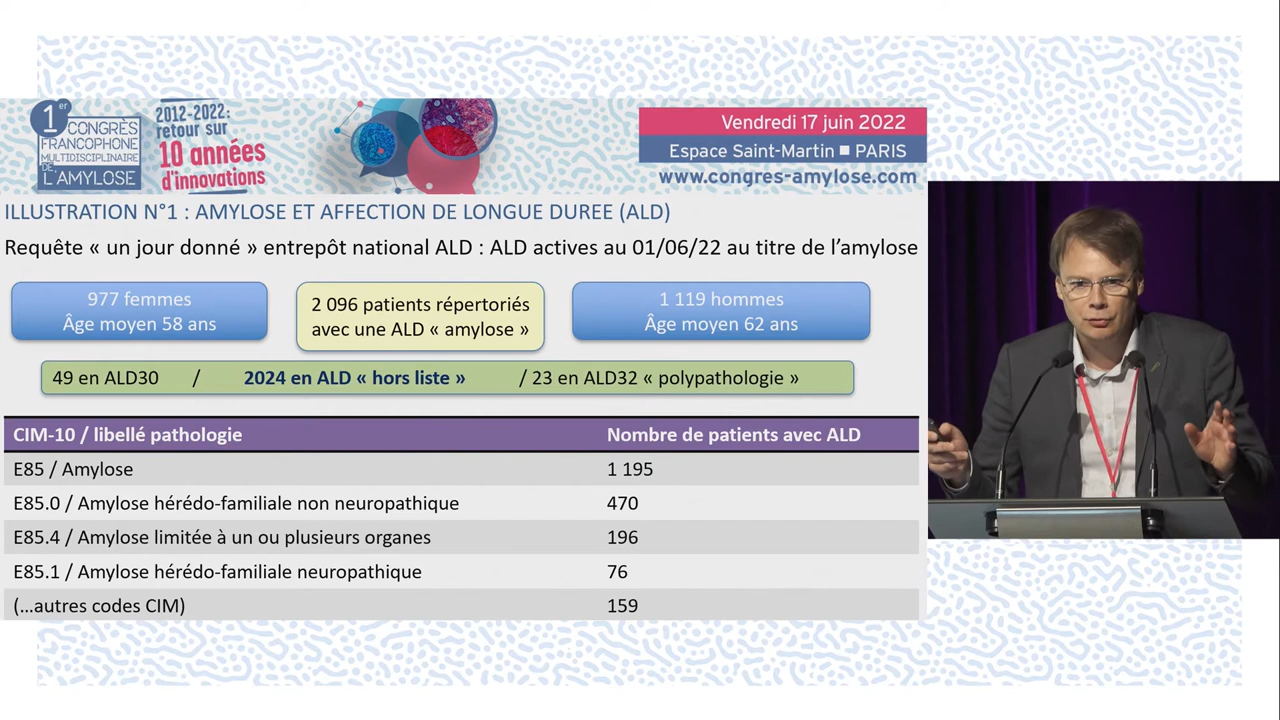 1er
CONGRÈS
FRANCOPHONE
MULTIDISCIPLINAIRE
DE
L'AMYLOSE
2012-2022:
retour sur
10 années
d'innovations
Vendredi 17 juin 2022
Espace Saint-Martin ■ PARIS
www.congres-amylose.com
ILLUSTRATION N°1 : AMYLOSE ET AFFECTION DE LONGUE DUREE (ALD)
Requête « un jour donné » entrepôt national ALD : ALD actives au 01/06/22 au titre de l'amylose
977 femmes
Âge moyen 58 ans
2 096 patients répertoriés
avec une ALD « amylose »
1 119 hommes
Âge moyen 62 ans
49 en ALD30 / 2024 en ALD « hors liste » / 23 en ALD32 « polypathologie »
CIM-10 / libellé pathologie Nombre de patients avec ALD
E85 / Amylose 1 195
E85.0 / Amylose hérédo-familiale non neuropathique 470
E85.4 / Amylose limitée à un ou plusieurs organes 196
E85.1 / Amylose hérédo-familiale neuropathique 76
(...autres codes CIM) 159